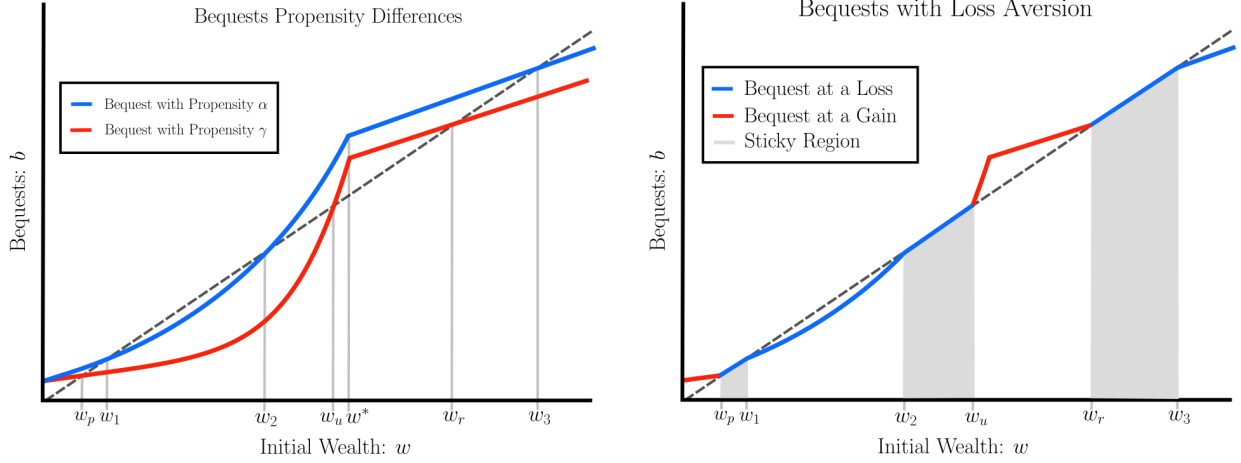 Bequests Propensity Differences
Bequest with Propensity α
Bequest with Propensity γ
Bequests: b
w_p w_1 w_2 w_u w* w_r w_3
Initial Wealth: w
Bequests with Loss Aversion
Bequest at a Loss
Bequest at a Gain
Sticky Region
Bequests: b
w_p w_1 w_2 w_u w_r w_3
Initial Wealth: w